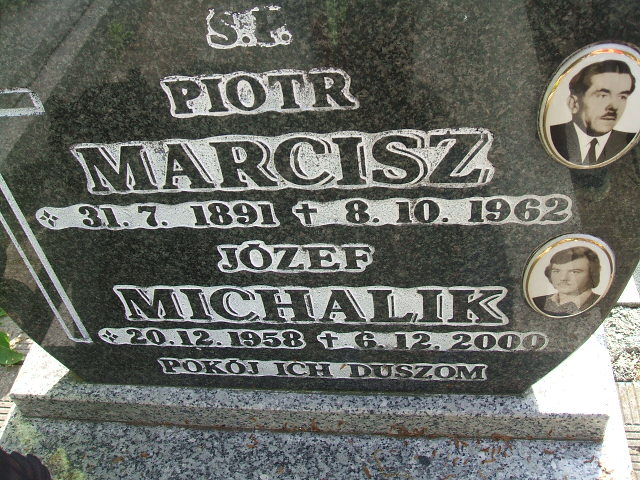 Ś.P.
PIOTR
MARCISZ
31. 7. 1891 ✝ 8. 10. 1962
JÓZEF
MICHALIK
20.12.1958 ✝ 6.12.2000
POKÓJ ICH DUSZOM